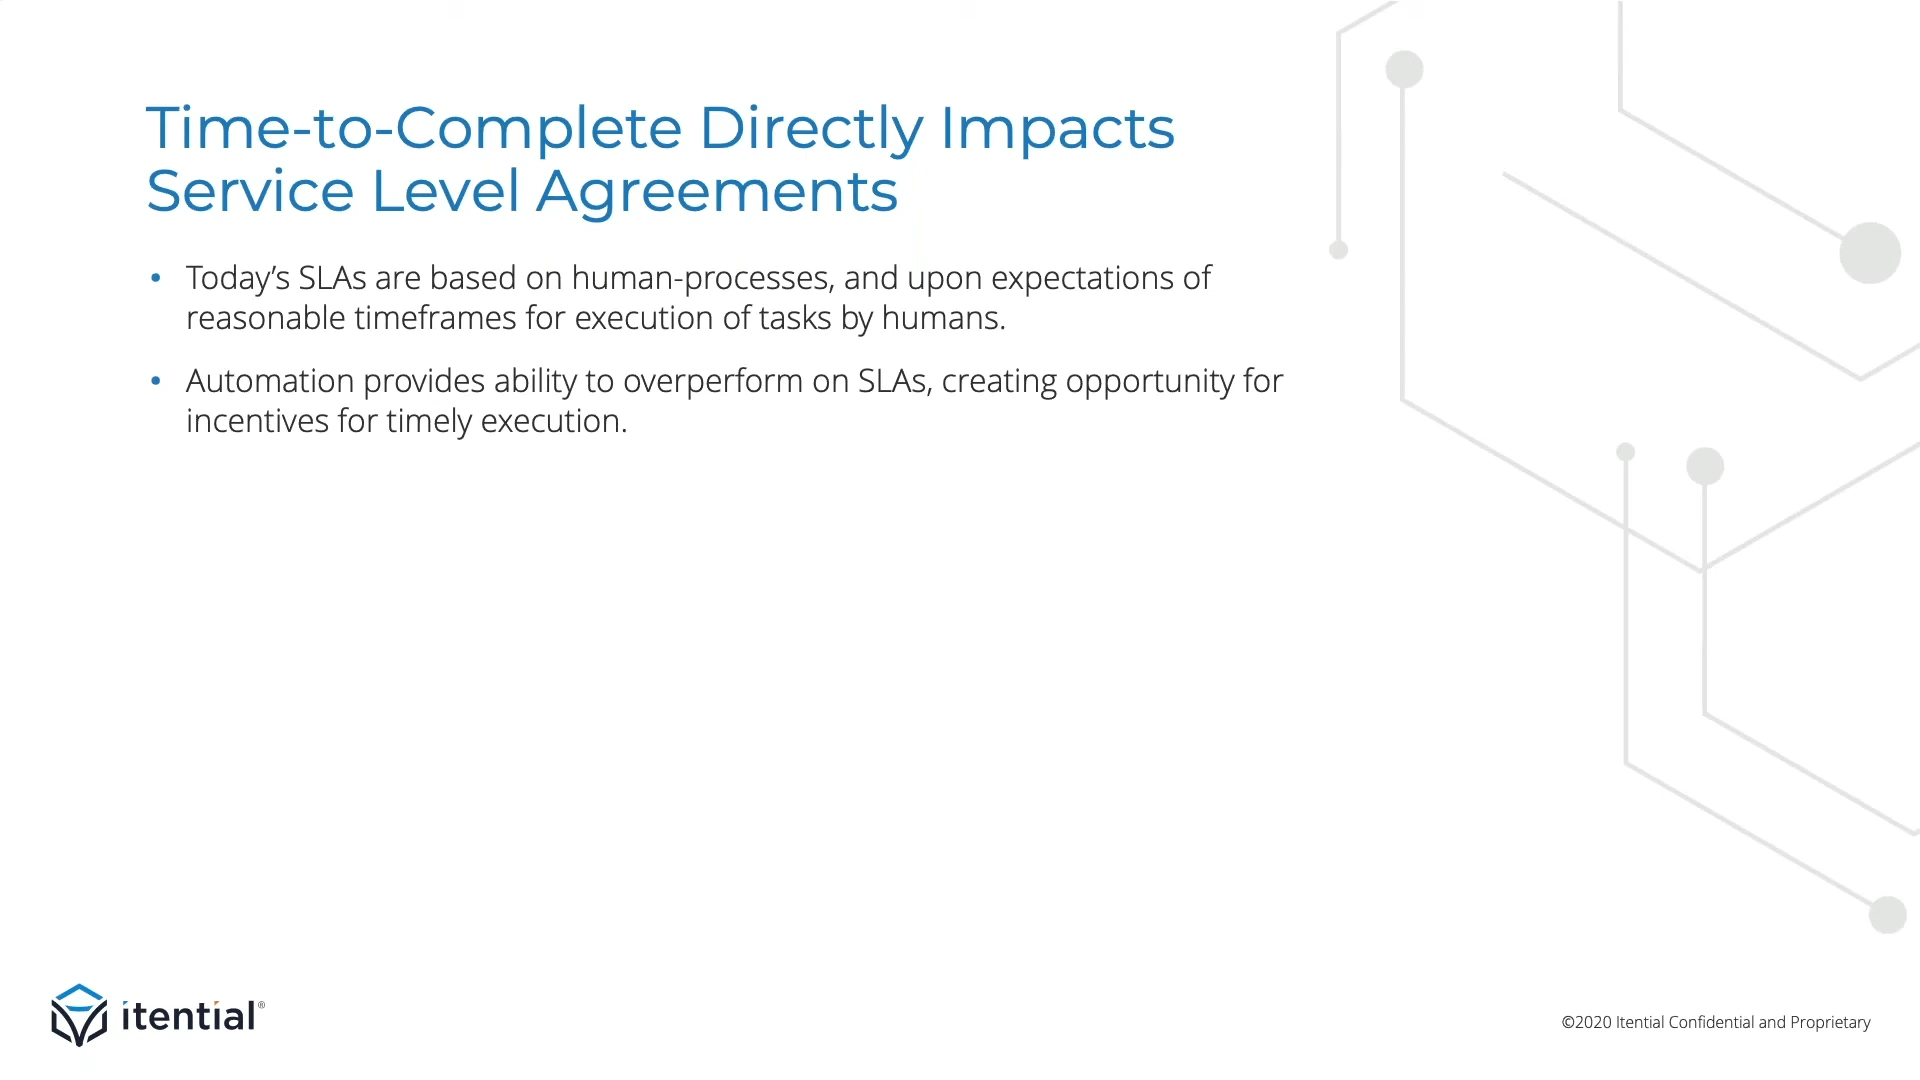 Time-to-Complete Directly Impacts
Service Level Agreements
• Today’s SLAs are based on human-processes, and upon expectations of
reasonable timeframes for execution of tasks by humans.
• Automation provides ability to overperform on SLAs, creating opportunity for
incentives for timely execution.
itential®
©2020 Itential Confidential and Proprietary